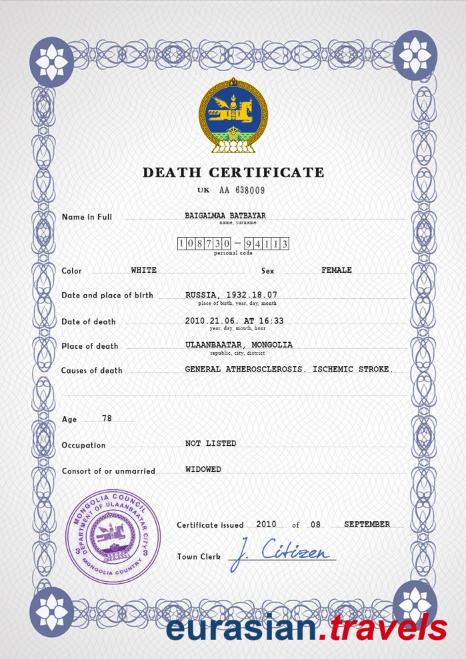 DEATH CERTIFICATE
UK AA 638009
Name in Full BAIGALMAA BATBAYAR
name, surname
108730-94113
personal code
Color WHITE Sex FEMALE
Date and place of birth RUSSIA, 1932.18.07
place of birth, year, day, month
Date of death 2010.21.06. AT 16:33
year, day, month, hour
Place of death ULAANBAATAR, MONGOLIA
republic, city, district
Causes of death GENERAL ATHEROSCLEROSIS. ISCHEMIC STROKE.
Age 78
Occupation NOT LISTED
Consort of or unmarried WIDOWED
MONGOLIA COUNCIL
DEPARTMENT OF ULAANBAATAR CITY
MONGOLIA COUNTRY
Certificate issued 2010 of 08 SEPTEMBER
Town Clerk J. Citizen
eurasian.travels